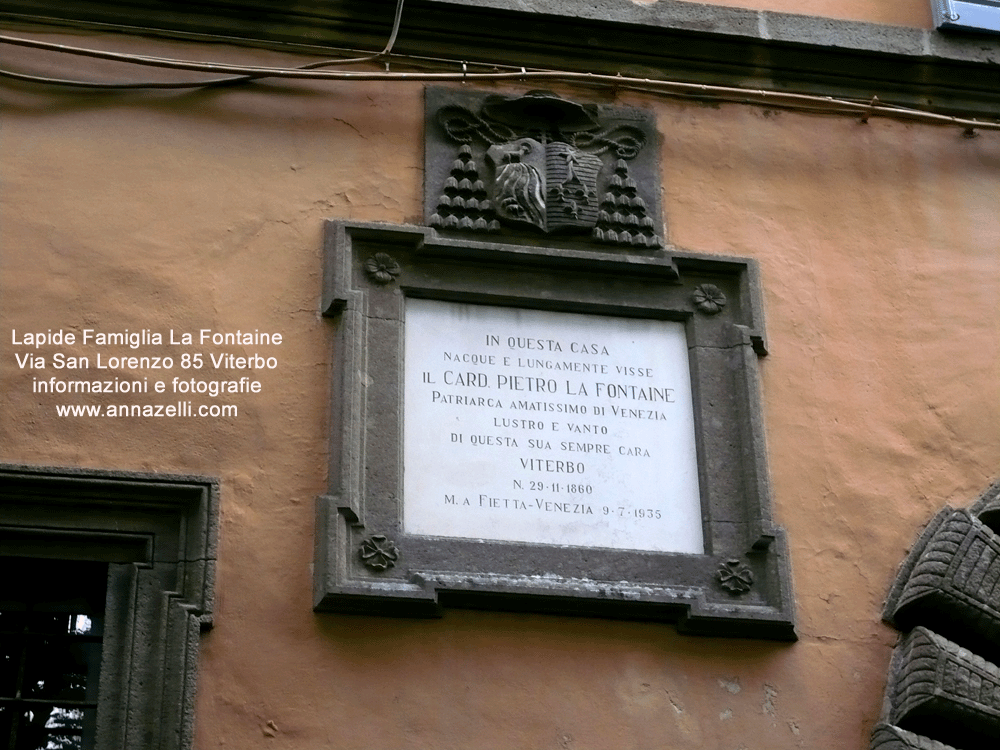 Lapide Famiglia La Fontaine
Via San Lorenzo 85 Viterbo
informazioni e fotografie
www.annazelli.com
IN QUESTA CASA
NACQUE E LUNGAMENTE VISSE
IL CARD. PIETRO LA FONTAINE
PATRIARCA AMATISSIMO DI VENEZIA
LUSTRO E VANTO
DI QUESTA SUA SEMPRE CARA
VITERBO
N. 29·11·1860
M. A FIETTA-VENEZIA 9·7·1935